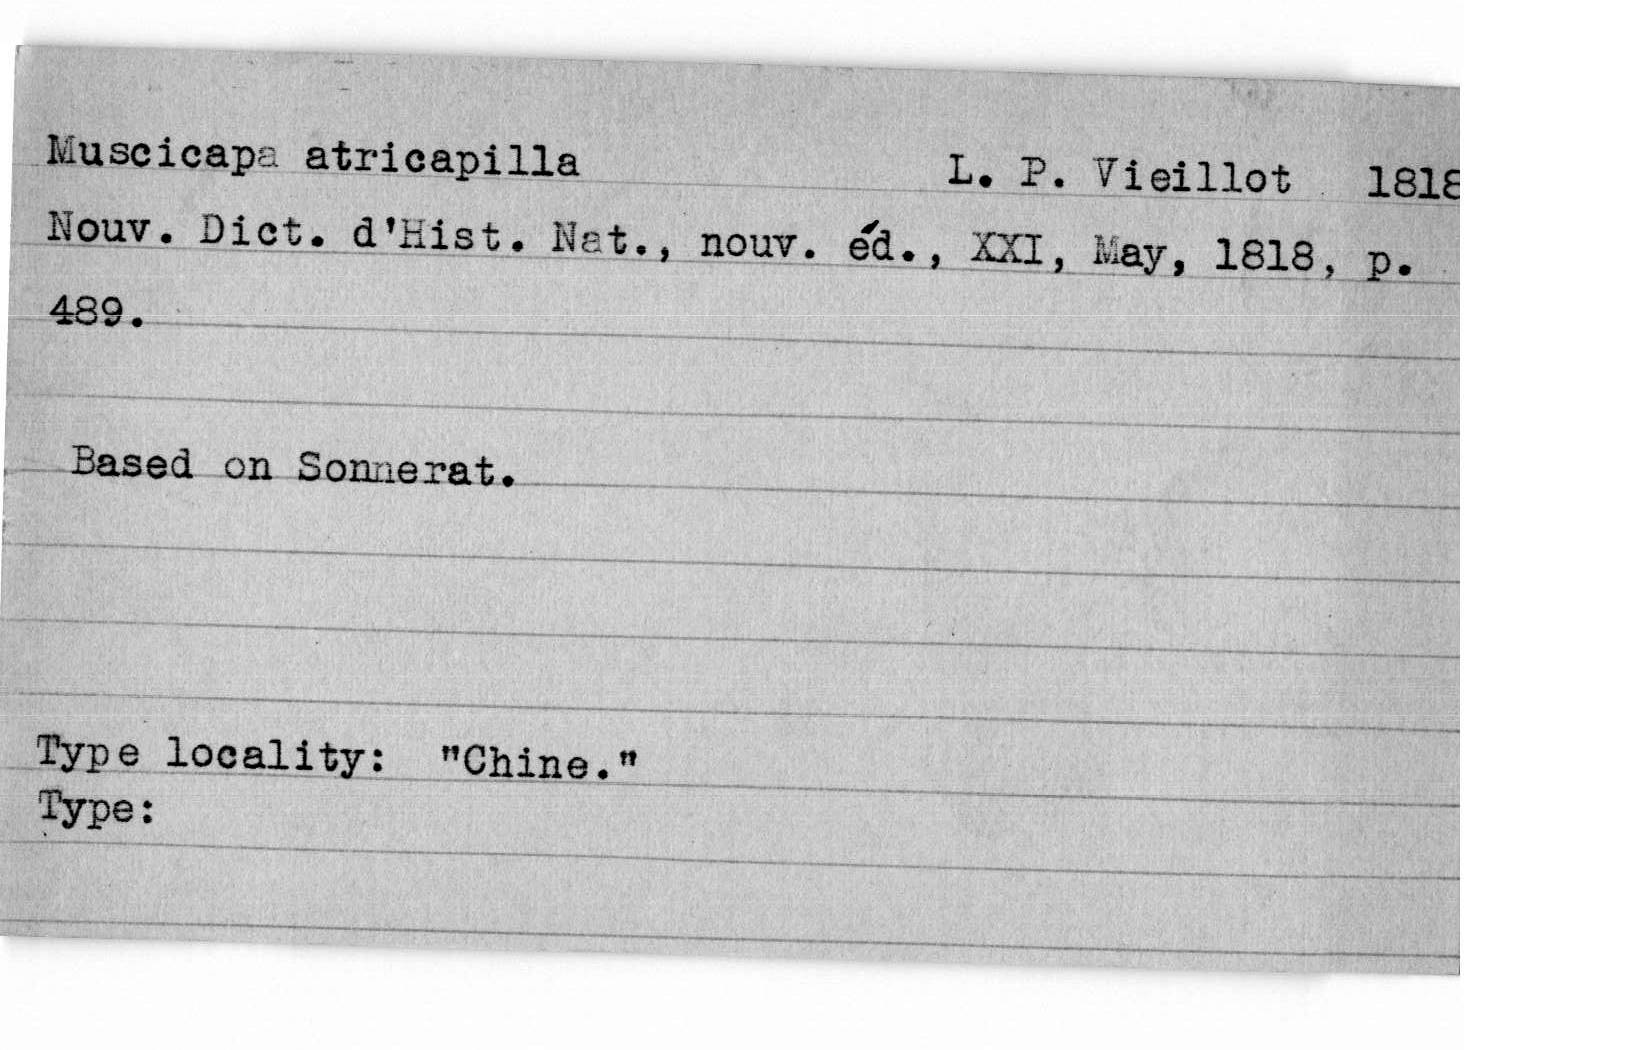 Muscicapa atricapilla L. P. Vieillot 1818
Nouv. Dict. d'Hist. Nat., nouv. éd., XXI, May, 1818, p.
489.
Based on Sonnerat.
Type locality: "Chine."
Type: